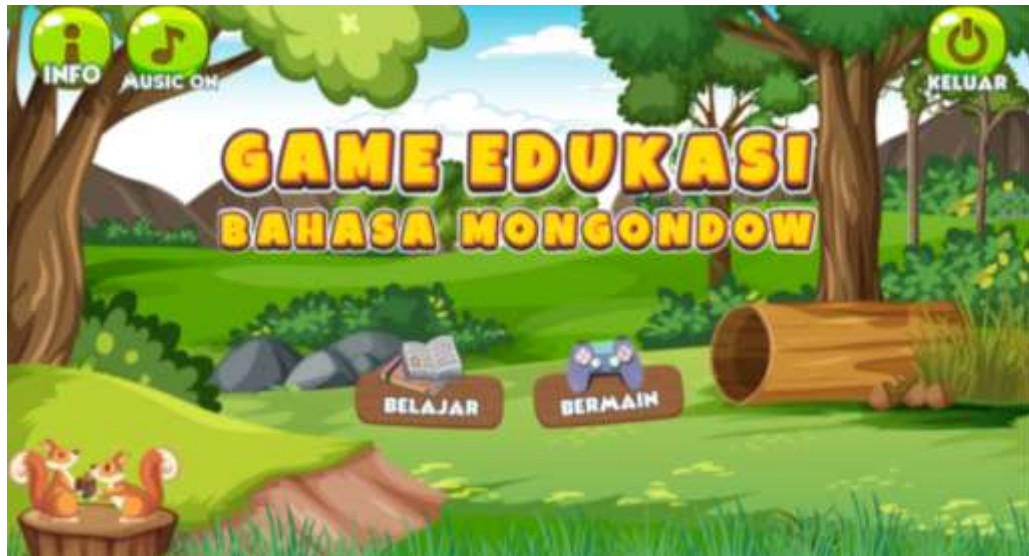 INFO
MUSIC ON
KELUAR
GAME EDUKASI
BAHASA MONGONDOW
BELAJAR
BERMAIN